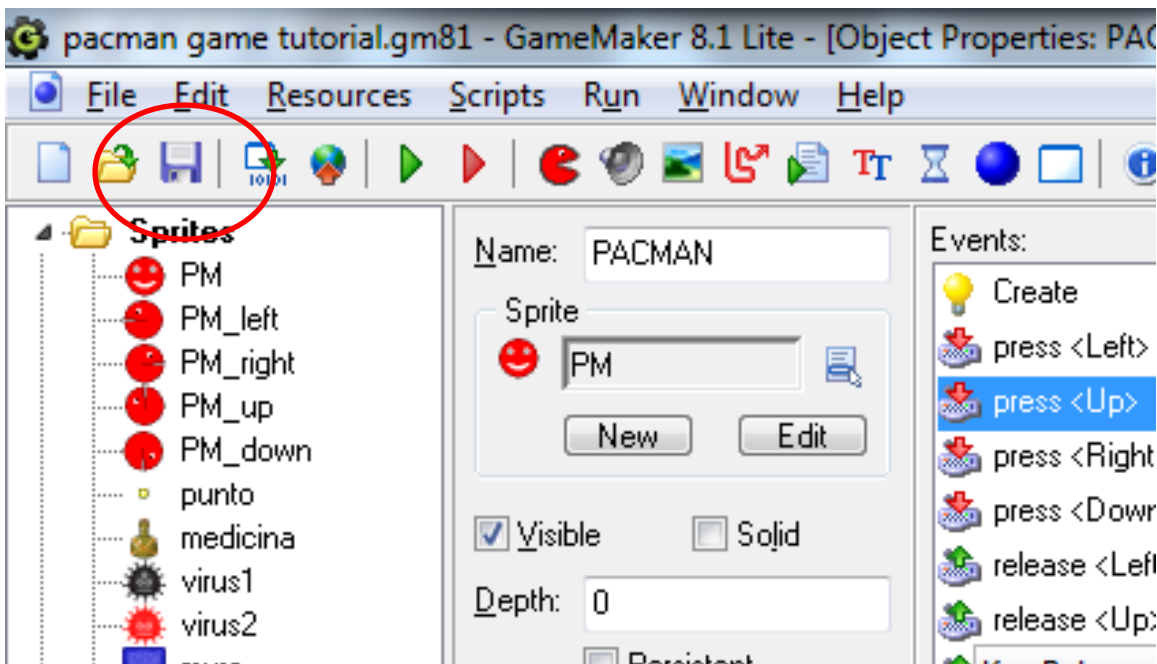 pacman game tutorial.gm81 - GameMaker 8.1 Lite - [Object Properties: PAC
File Edit Resources Scripts Run Window Help
Sprites
PM
PM_left
PM_right
PM_up
PM_down
punto
medicina
virus1
virus2
Name: PACMAN
Sprite
PM
New Edit
Visible Solid
Depth: 0
Persistent
Events:
Create
press <Left>
press <Up>
press <Right
press <Down
release <Left
release <Up>